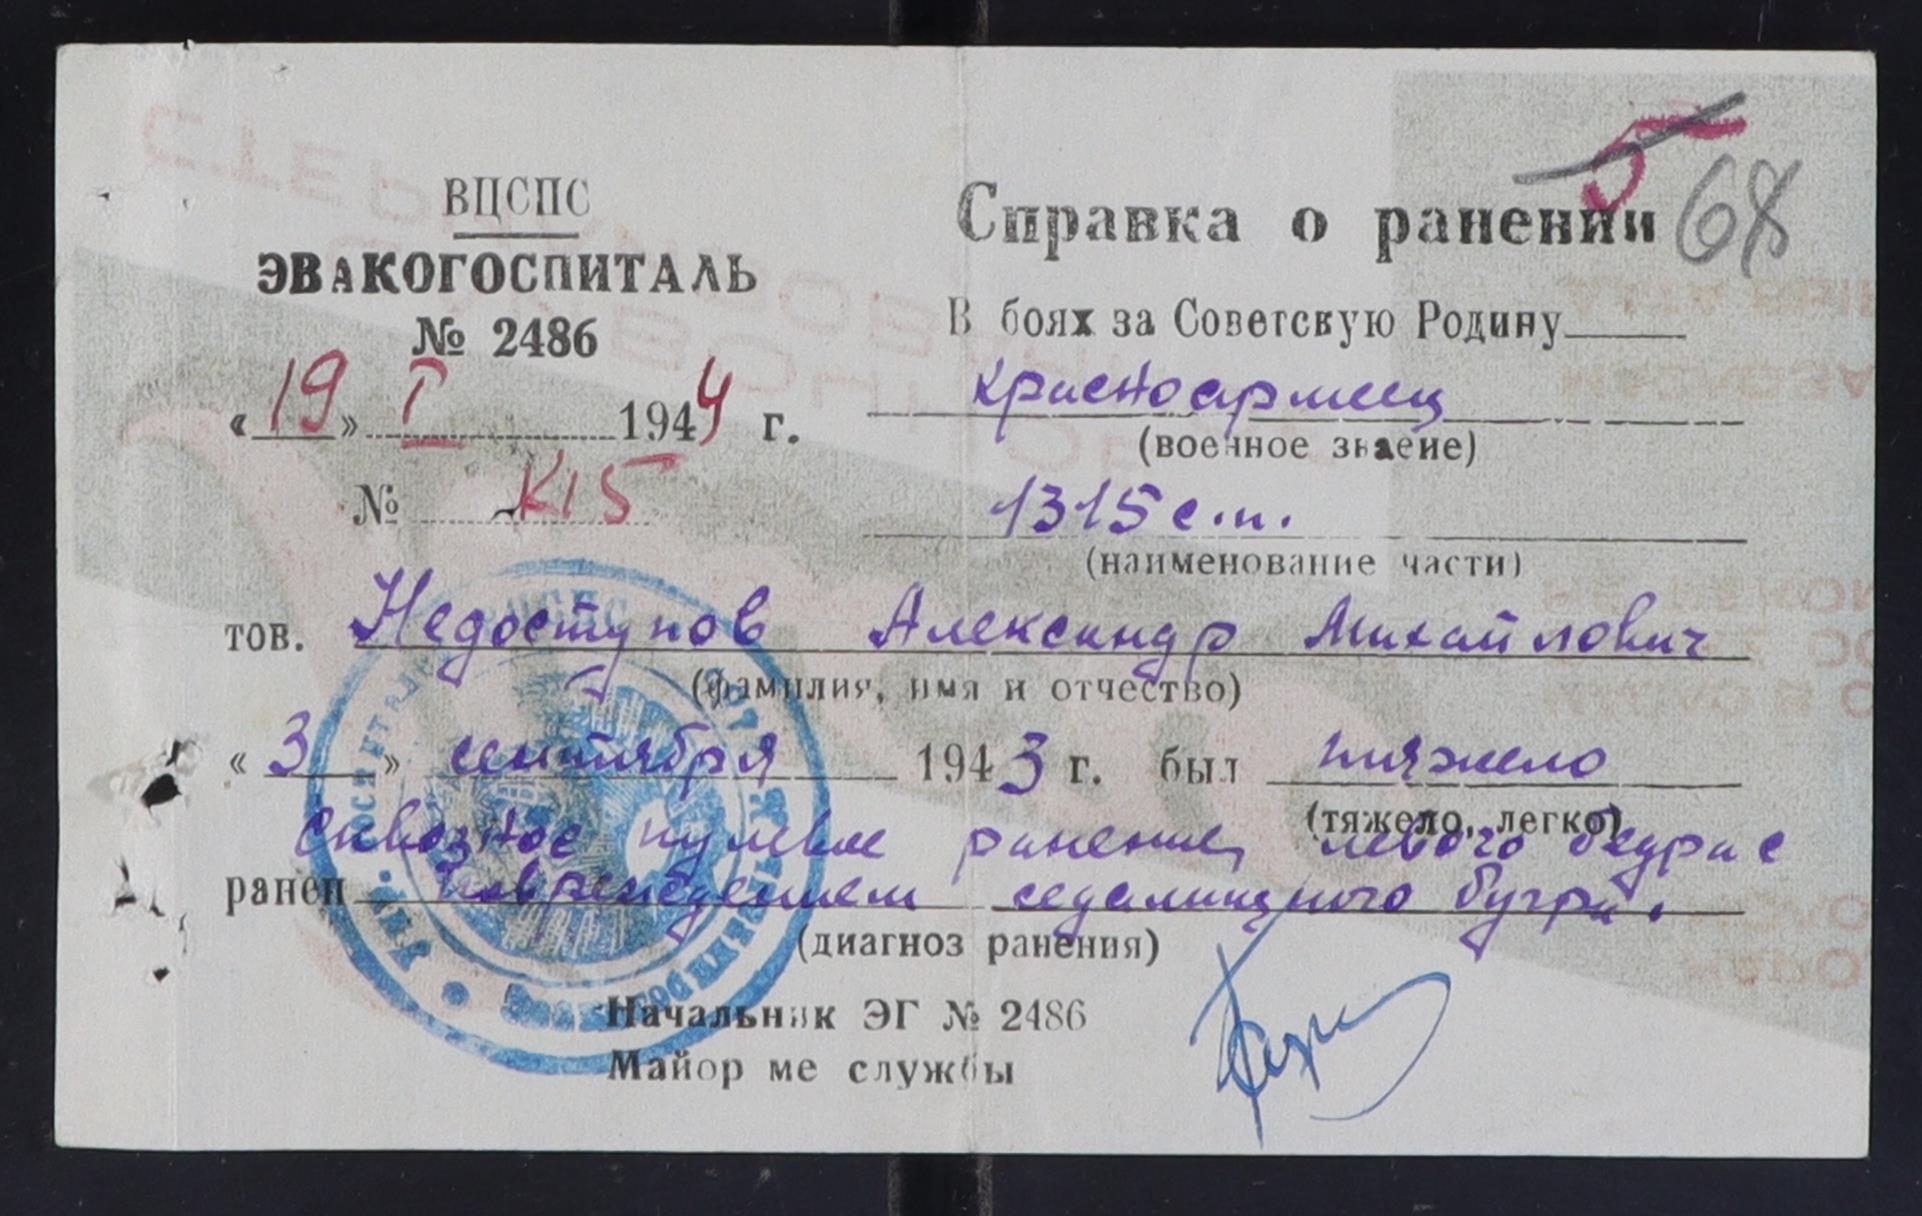 5
68
ВЦСПС
ЭВАКОГОСПИТАЛЬ
№ 2486
«19» I 1944 г.
№ К15
Справка о ранении
В боях за Советскую Родину
красноармеец
(военное звание)
1315 с.п.
(наименование части)
тов. Недоступов Александр Михайлович
(фамилия, имя и отчество)
«3» сентября 1943 г. был тяжело
(тяжело, легко)
Сквозное пулевое ранение левого бедра с
ранен повреждением седалищного бугра.
(диагноз ранения)
Начальник ЭГ № 2486
Майор ме службы